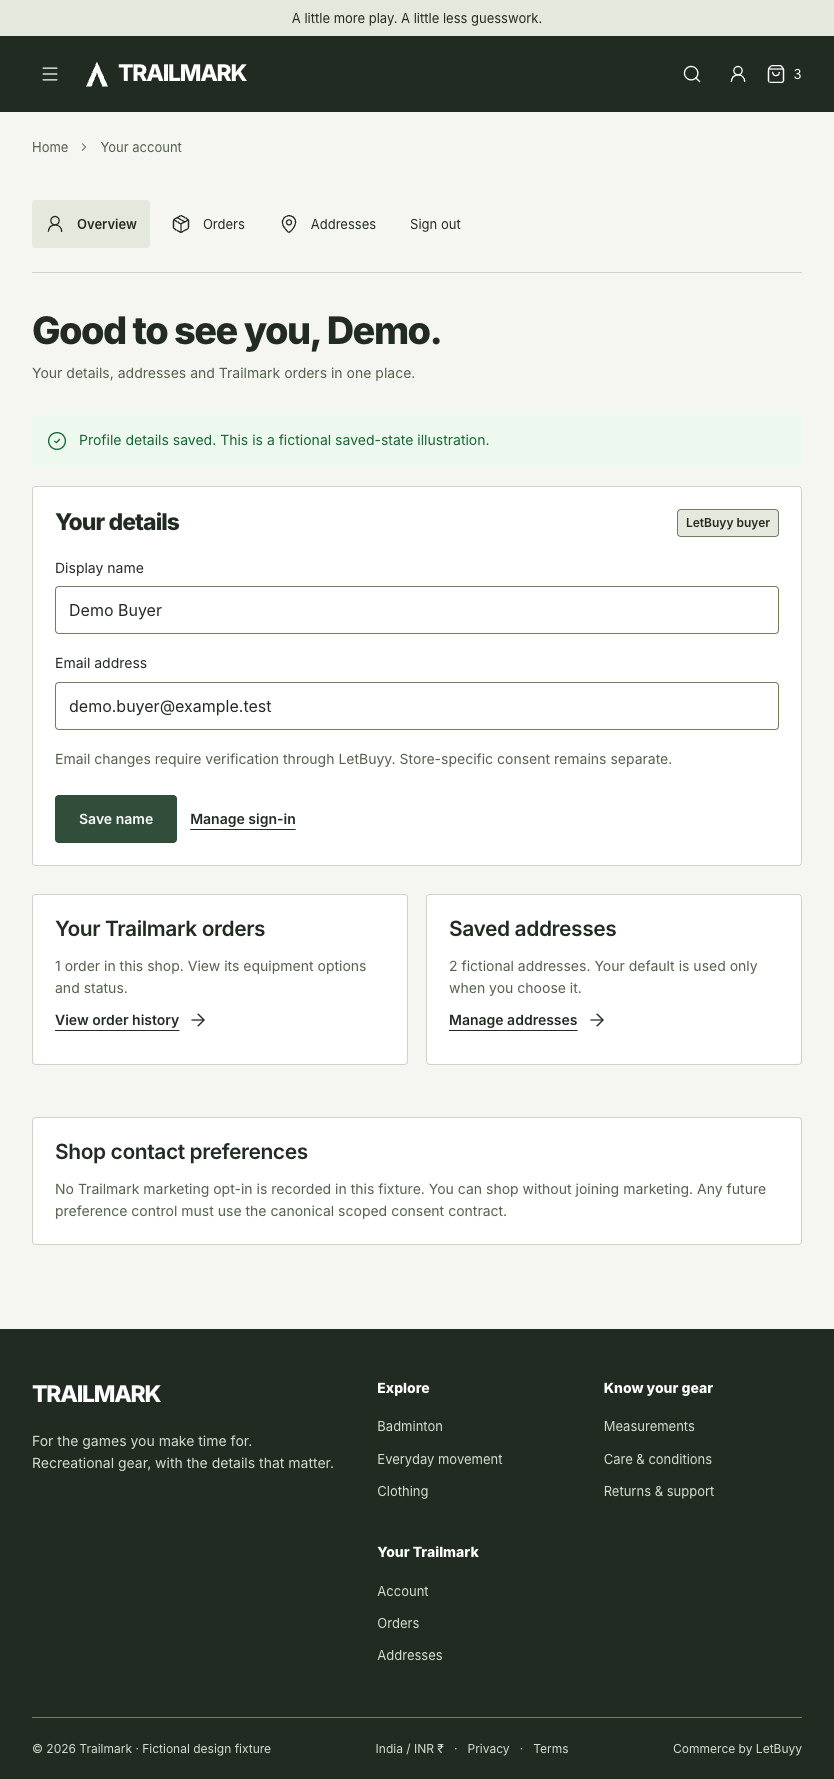 A little more play. A little less guesswork.
TRAILMARK
3
Home
Your account
Overview
Orders
Addresses
Sign out
Good to see you, Demo.
Your details, addresses and Trailmark orders in one place.
Profile details saved. This is a fictional saved-state illustration.
Your details
LetBuyy buyer
Display name
Demo Buyer
Email address
demo.buyer@example.test
Email changes require verification through LetBuyy. Store-specific consent remains separate.
Save name
Manage sign-in
Your Trailmark orders
1 order in this shop. View its equipment options
and status.
View order history
Saved addresses
2 fictional addresses. Your default is used only
when you choose it.
Manage addresses
Shop contact preferences
No Trailmark marketing opt-in is recorded in this fixture. You can shop without joining marketing. Any future
preference control must use the canonical scoped consent contract.
TRAILMARK
For the games you make time for.
Recreational gear, with the details that matter.
Explore
Badminton
Everyday movement
Clothing
Know your gear
Measurements
Care & conditions
Returns & support
Your Trailmark
Account
Orders
Addresses
© 2026 Trailmark · Fictional design fixture
India / INR ₹ · Privacy · Terms
Commerce by LetBuyy